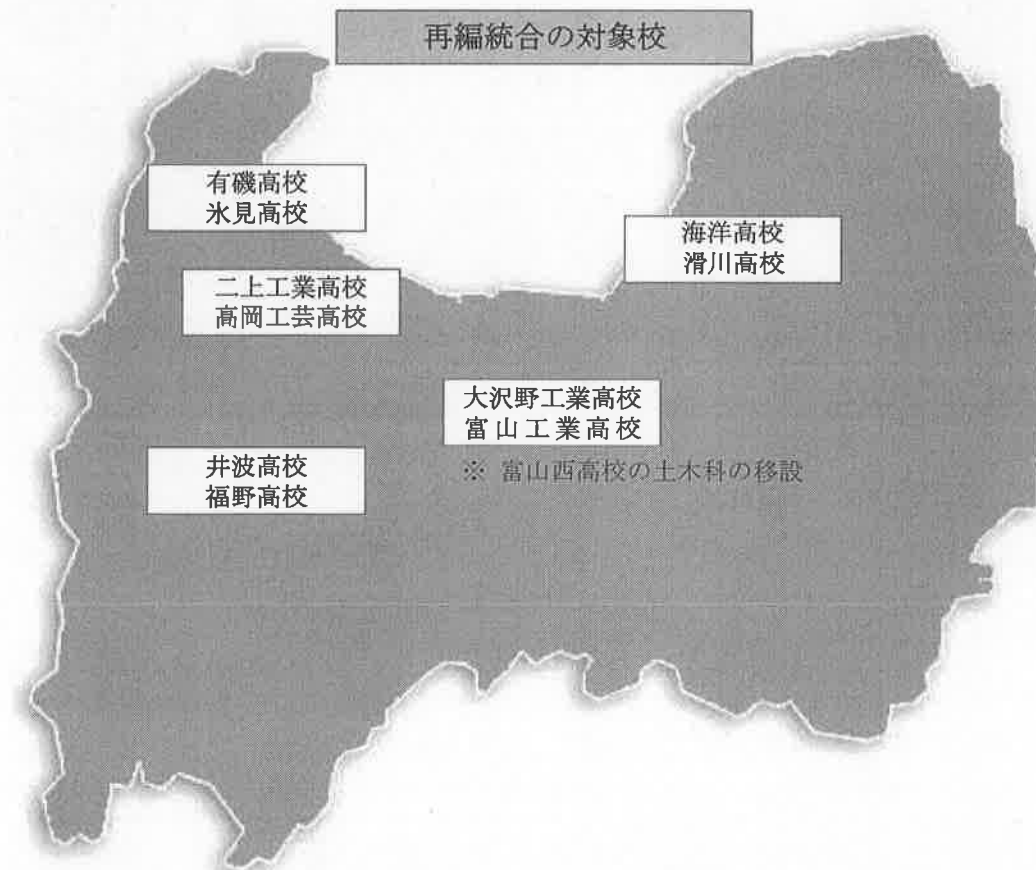 再編統合の対象校
有磯高校
氷見高校
海洋高校
滑川高校
二上工業高校
高岡工芸高校
大沢野工業高校
富山工業高校
※ 富山西高校の土木科の移設
井波高校
福野高校